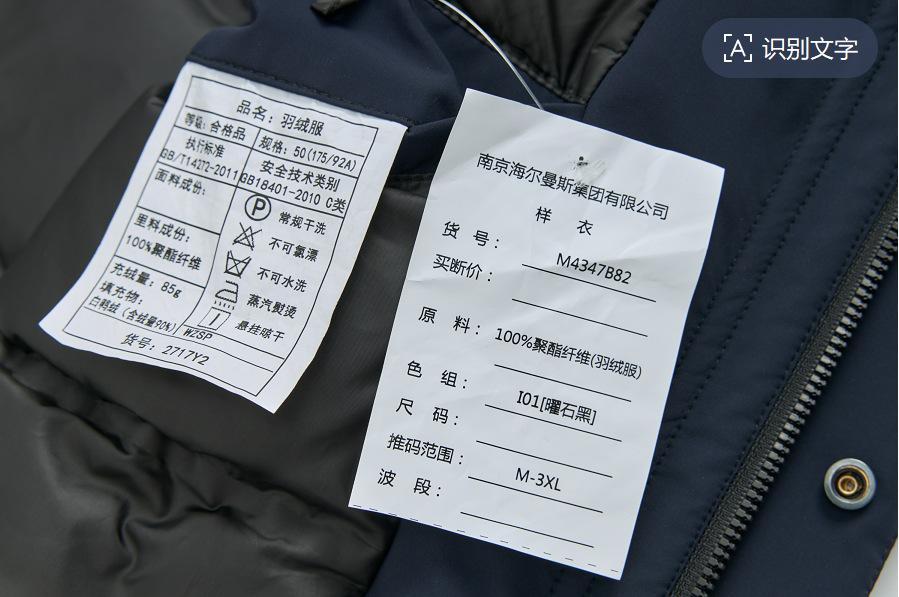 识别文字
品名：羽绒服
等级：合格品
规格：50(175/92A)
执行标准
GB/T14272-2011
安全技术类别
GB18401-2010 C类
面料成份：
常规干洗
不可氯漂
里料成份：
100%聚酯纤维
不可水洗
充绒量：85g
蒸汽熨烫
填充物：
白鸭绒（含绒量90%）
悬挂晾干
WZSP
货号：2717Y2
南京海尔曼斯集团有限公司
样衣
货号：M4347B82
买断价：
原料：100%聚酯纤维(羽绒服)
色组：I01[曜石黑]
尺码：
推码范围：M-3XL
波段：